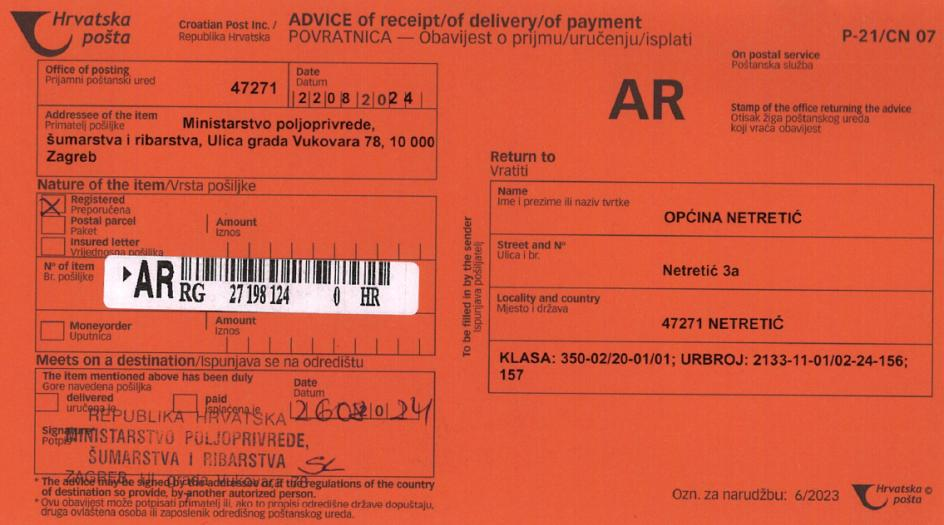 Hrvatska
pošta
Croatian Post Inc. /
Republika Hrvatska
ADVICE of receipt/of delivery/of payment
POVRATNICA — Obavijest o prijmu/uručenju/isplati
P-21/CN 07
Office of posting
Prijamni poštanski ured
47271
Date
Datum
22082024
Addressee of the item
Primatelj pošiljke
Ministarstvo poljoprivrede,
šumarstva i ribarstva, Ulica grada Vukovara 78, 10 000
Zagreb
Nature of the item/Vrsta pošiljke
Registered
Preporučena
Postal parcel
Paket
Amount
Iznos
Insured letter
Vrijednosna pošiljka
Nº of item
Br. pošiljke
AR
RG 27 198 124 0 HR
Moneyorder
Uputnica
Amount
Iznos
Meets on a destination/Ispunjava se na odredištu
The item mentioned above has been duly
Gore navedena pošiljka
delivered
uručena je
paid
isplaćena je
Date
Datum
26082024
Signature
Potpis
REPUBLIKA HRVATSKA
MINISTARSTVO POLJOPRIVREDE,
ŠUMARSTVA I RIBARSTVA
ZAGREB, Ul. grada Vukovara 78
* The advice may be signed by the addressee or, if the regulations of the country
of destination so provide, by another autorized person.
* Ovu obavijest može potpisati primatelj ili, ako to propisi odredišne države dopuštaju,
druga ovlaštena osoba ili zaposlenik odredišnog poštanskog ureda.
AR
On postal service
Poštanska služba
Stamp of the office returning the advice
Otisak žiga poštanskog ureda
koji vraća obavijest
Return to
Vratiti
To be filled in by the sender
Ispunjava pošiljatelj
Name
Ime i prezime ili naziv tvrtke
OPĆINA NETRETIĆ
Street and Nº
Ulica i br.
Netretić 3a
Locality and country
Mjesto i država
47271 NETRETIĆ
KLASA: 350-02/20-01/01; URBROJ: 2133-11-01/02-24-156;
157
Ozn. za narudžbu: 6/2023
Hrvatska ©
pošta